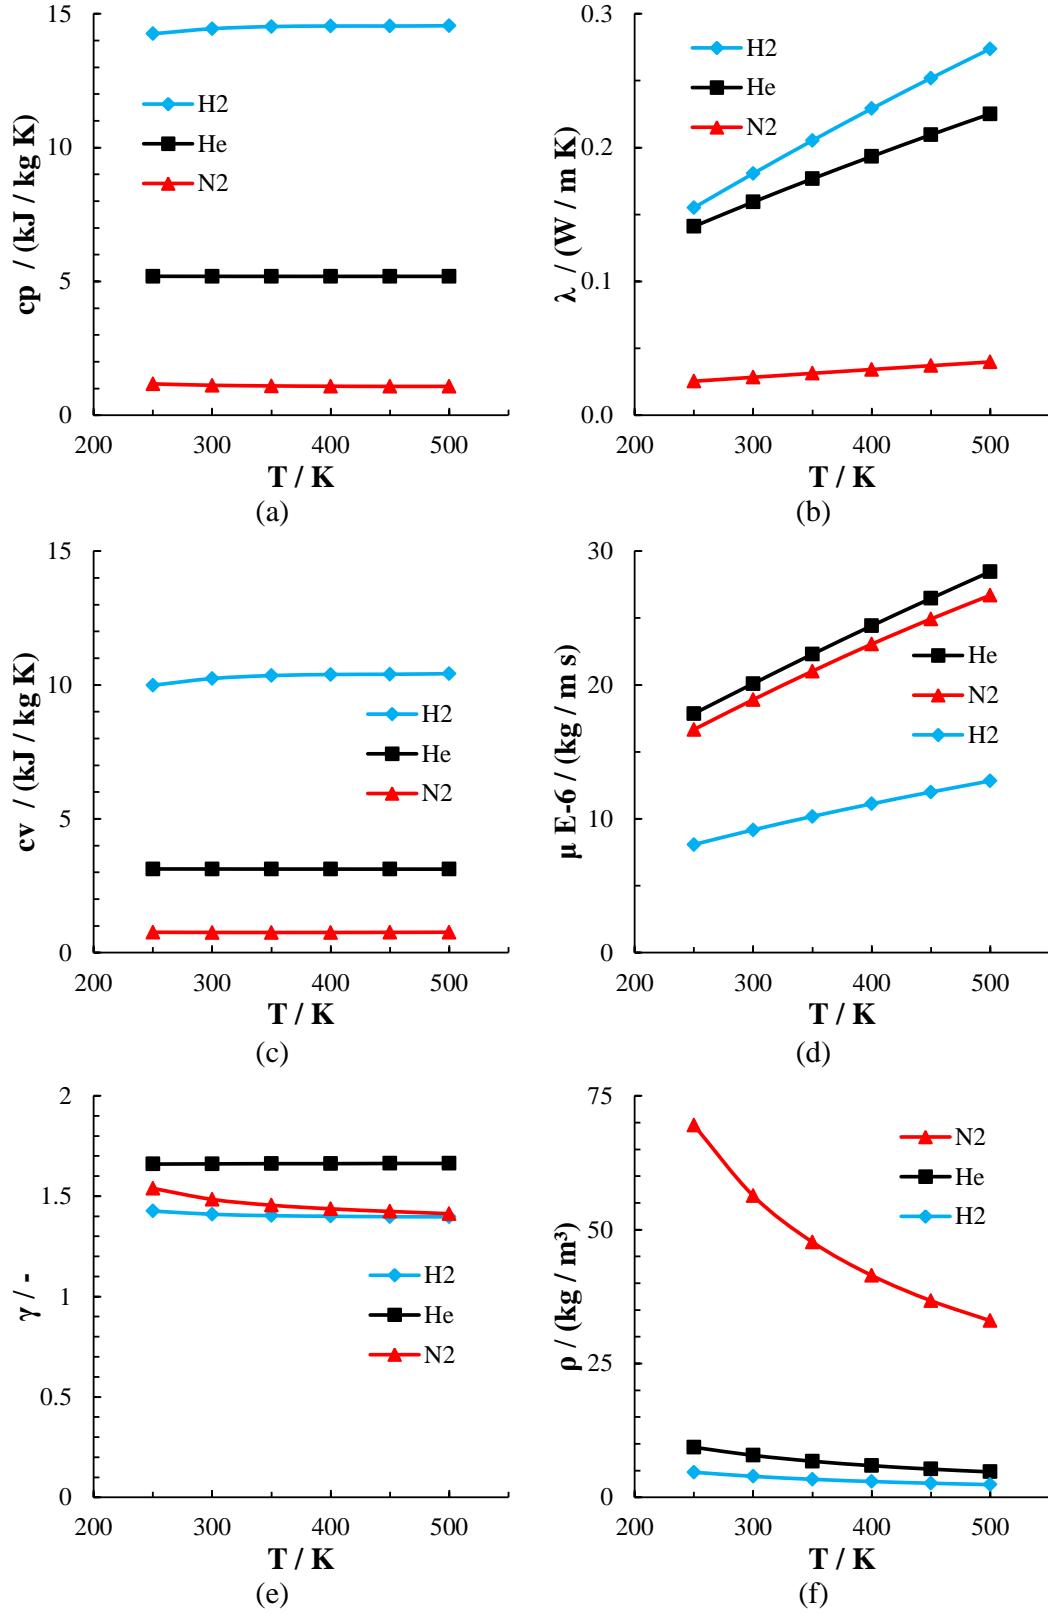 15
10
5
0
200
300
400
500
cp / (kJ / kg K)
T / K
H2
He
N2
(a)
0.3
0.2
0.1
0.0
200
300
400
500
λ / (W / m K)
T / K
H2
He
N2
(b)
15
10
5
0
200
300
400
500
cv / (kJ / kg K)
T / K
H2
He
N2
(c)
30
20
10
0
200
300
400
500
μ E-6 / (kg / m s)
T / K
He
N2
H2
(d)
2
1.5
1
0.5
0
200
300
400
500
γ / -
T / K
H2
He
N2
(e)
75
50
25
0
200
300
400
500
ρ / (kg / m³)
T / K
N2
He
H2
(f)